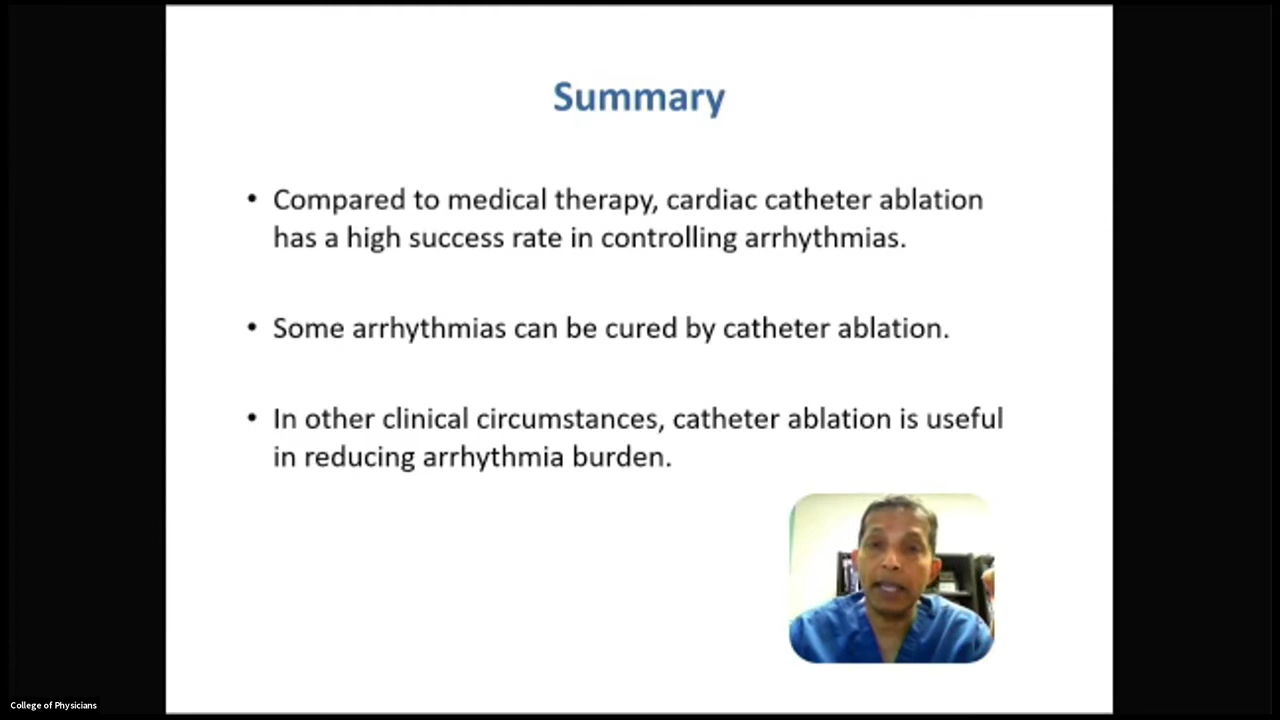 Summary
• Compared to medical therapy, cardiac catheter ablation
has a high success rate in controlling arrhythmias.
• Some arrhythmias can be cured by catheter ablation.
• In other clinical circumstances, catheter ablation is useful
in reducing arrhythmia burden.
College of Physicians